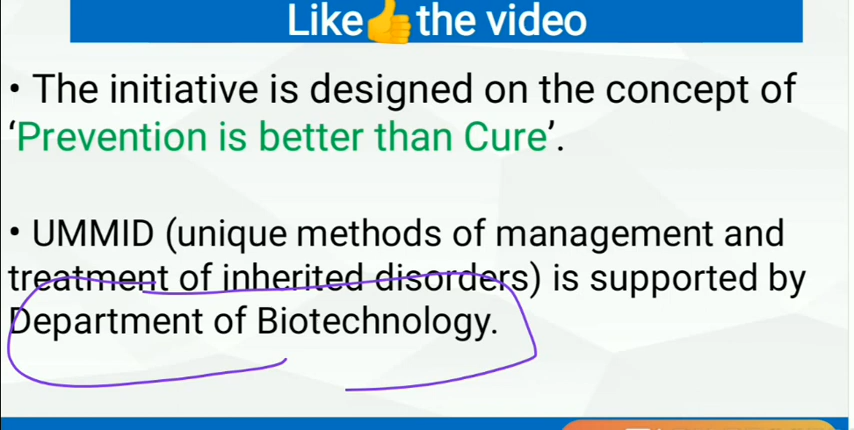 Like👍the video
• The initiative is designed on the concept of
‘Prevention is better than Cure’.
• UMMID (unique methods of management and
treatment of inherited disorders) is supported by
Department of Biotechnology.